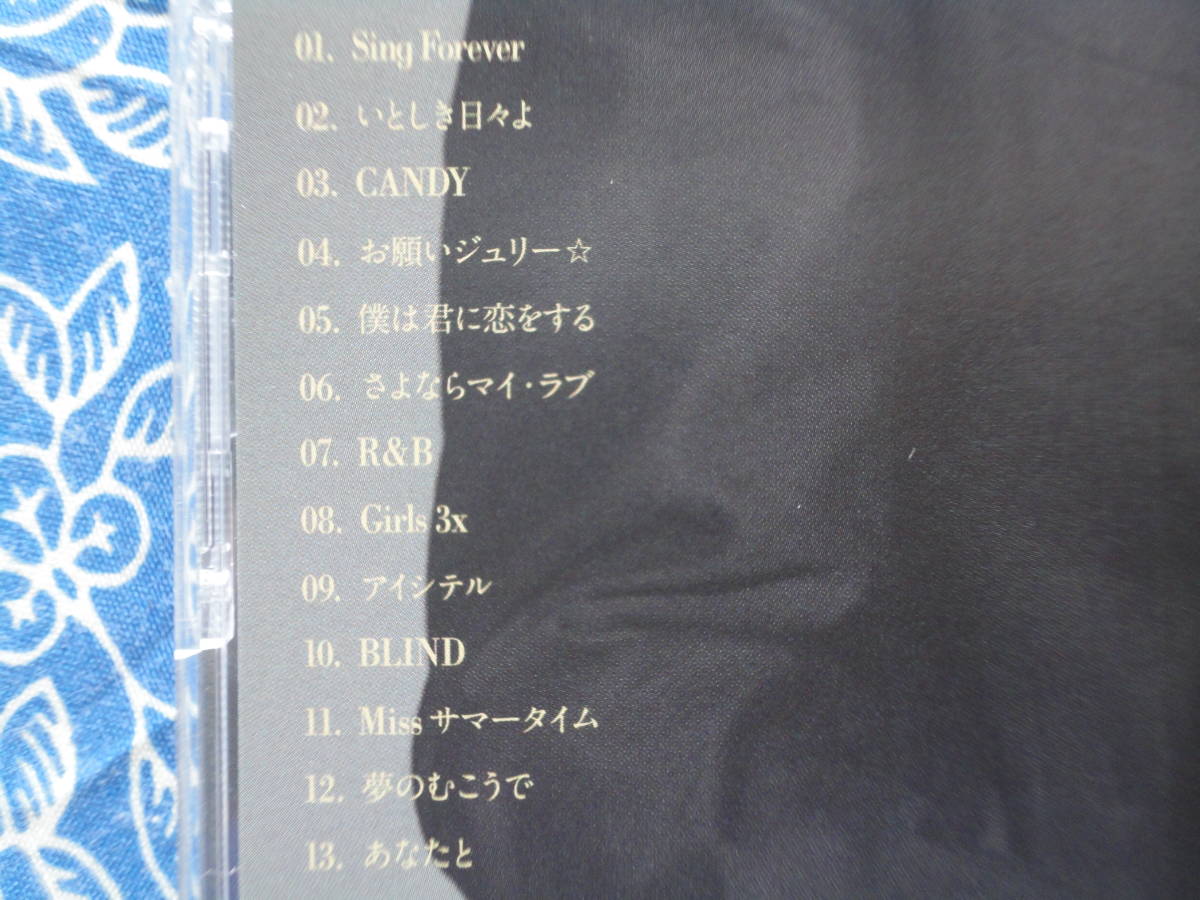 01. Sing Forever
02. いとしき日々よ
03. CANDY
04. お願いジュリー☆
05. 僕は君に恋をする
06. さよならマイ・ラブ
07. R&B
08. Girls 3x
09. アイシテル
10. BLIND
11. Miss サマータイム
12. 夢のむこうで
13. あなたと